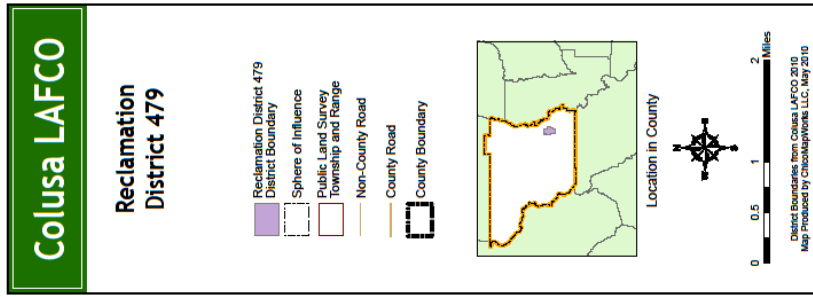 Colusa LAFCO
Reclamation
District 479
Reclamation District 479
District Boundary
Sphere of Influence
Public Land Survey
Township and Range
Non-County Road
County Road
County Boundary
Location in County
N
W E
S
0 0.5 1 2
Miles
District Boundaries from Colusa LAFCO 2010
Map Produced by ChicoMapWorks LLC, May 2010